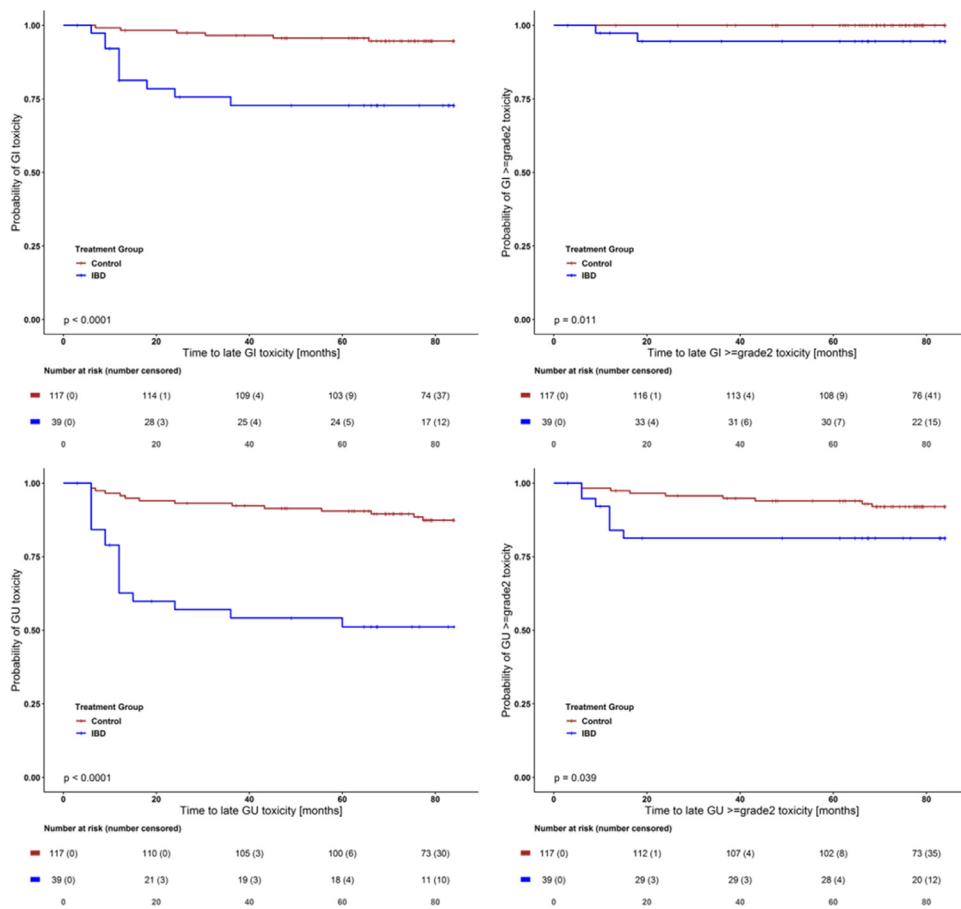 1.00
0.75
0.50
0.25
0.00
Probability of GI toxicity
Treatment Group
Control
IBD
p < 0.0001
0 20 40 60 80
Time to late GI toxicity [months]
Number at risk (number censored)
117 (0) 114 (1) 109 (4) 103 (9) 74 (37)
39 (0) 28 (3) 25 (4) 24 (5) 17 (12)
0 20 40 60 80
1.00
0.75
0.50
0.25
0.00
Probability of GI >=grade2 toxicity
Treatment Group
Control
IBD
p = 0.011
0 20 40 60 80
Time to late GI >=grade2 toxicity [months]
Number at risk (number censored)
117 (0) 116 (1) 113 (4) 108 (9) 76 (41)
39 (0) 33 (4) 31 (6) 30 (7) 22 (15)
0 20 40 60 80
1.00
0.75
0.50
0.25
0.00
Probability of GU toxicity
Treatment Group
Control
IBD
p < 0.0001
0 20 40 60 80
Time to late GU toxicity [months]
Number at risk (number censored)
117 (0) 110 (0) 105 (3) 100 (6) 73 (30)
39 (0) 21 (3) 19 (3) 18 (4) 11 (10)
0 20 40 60 80
1.00
0.75
0.50
0.25
0.00
Probability of GU >=grade2 toxicity
Treatment Group
Control
IBD
p = 0.039
0 20 40 60 80
Time to late GU >=grade2 toxicity [months]
Number at risk (number censored)
117 (0) 112 (1) 107 (4) 102 (8) 73 (35)
39 (0) 29 (3) 29 (3) 28 (4) 20 (12)
0 20 40 60 80